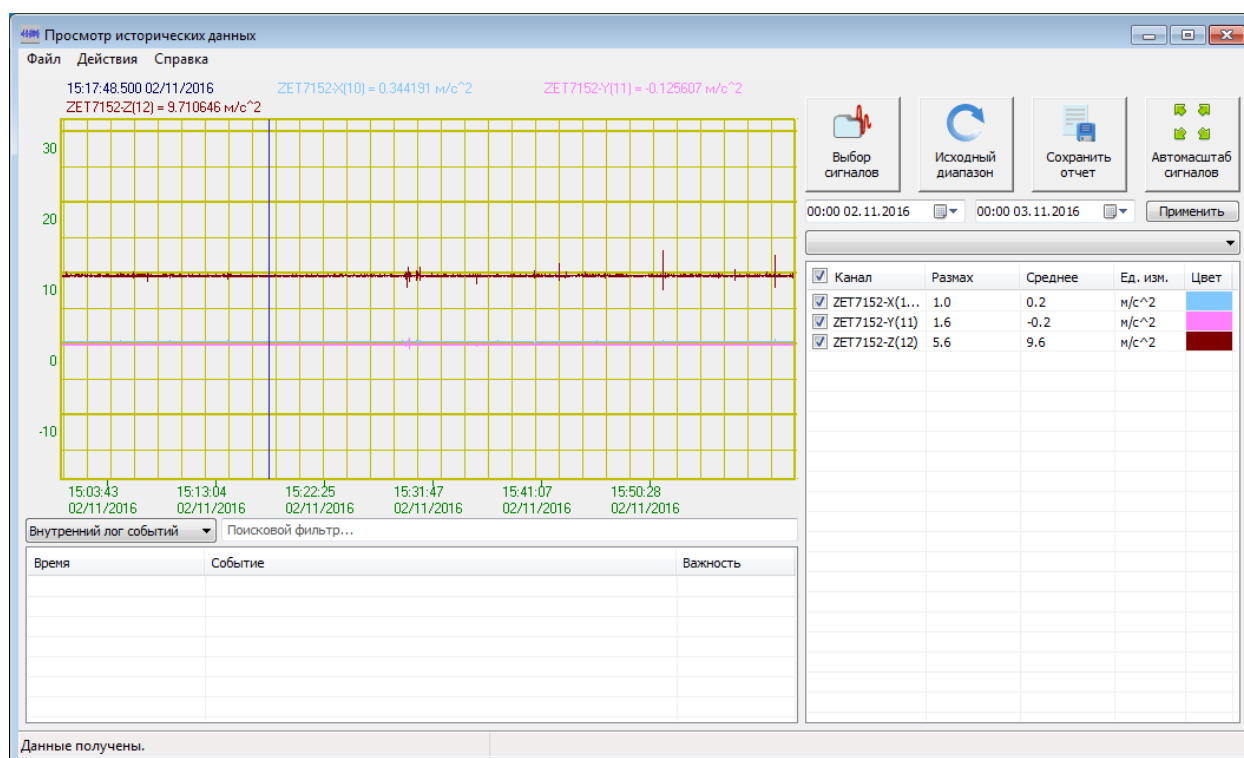 Просмотр исторических данных
Файл Действия Справка
15:17:48.500 02/11/2016 ZET7152-X(10) = 0.344191 м/c^2 ZET7152-Y(11) = -0.125607 м/c^2
ZET7152-Z(12) = 9.710646 м/c^2
30
20
10
0
-10
15:03:43 15:13:04 15:22:25 15:31:47 15:41:07 15:50:28
02/11/2016 02/11/2016 02/11/2016 02/11/2016 02/11/2016 02/11/2016
Выбор сигналов
Исходный диапазон
Сохранить отчет
Автомасштаб сигналов
00:00 02.11.2016 00:00 03.11.2016 Применить
Канал Размах Среднее Ед. изм. Цвет
ZET7152-X(1... 1.0 0.2 м/c^2
ZET7152-Y(11) 1.6 -0.2 м/c^2
ZET7152-Z(12) 5.6 9.6 м/c^2
Внутренний лог событий Поисковой фильтр...
Время Событие Важность
Данные получены.